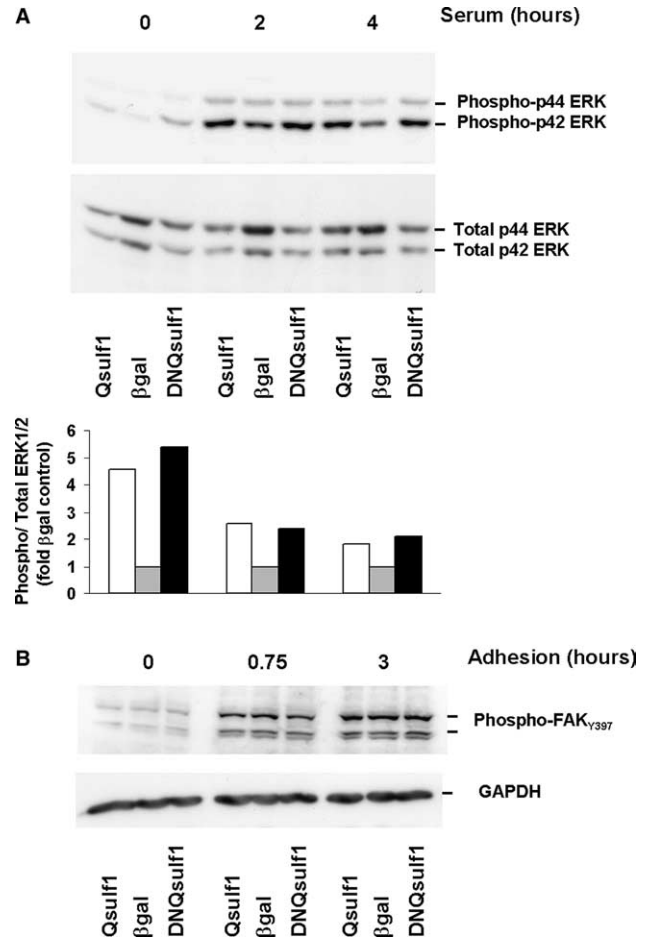 A
0 2 4 Serum (hours)
Phospho-p44 ERK
Phospho-p42 ERK
Total p44 ERK
Total p42 ERK
Qsulf1 βgal DNQsulf1 Qsulf1 βgal DNQsulf1 Qsulf1 βgal DNQsulf1
Phospho/ Total ERK1/2
(fold βgal control)
6
5
4
3
2
1
0
B
0 0.75 3 Adhesion (hours)
Phospho-FAKY397
GAPDH
Qsulf1 βgal DNQsulf1 Qsulf1 βgal DNQsulf1 Qsulf1 βgal DNQsulf1